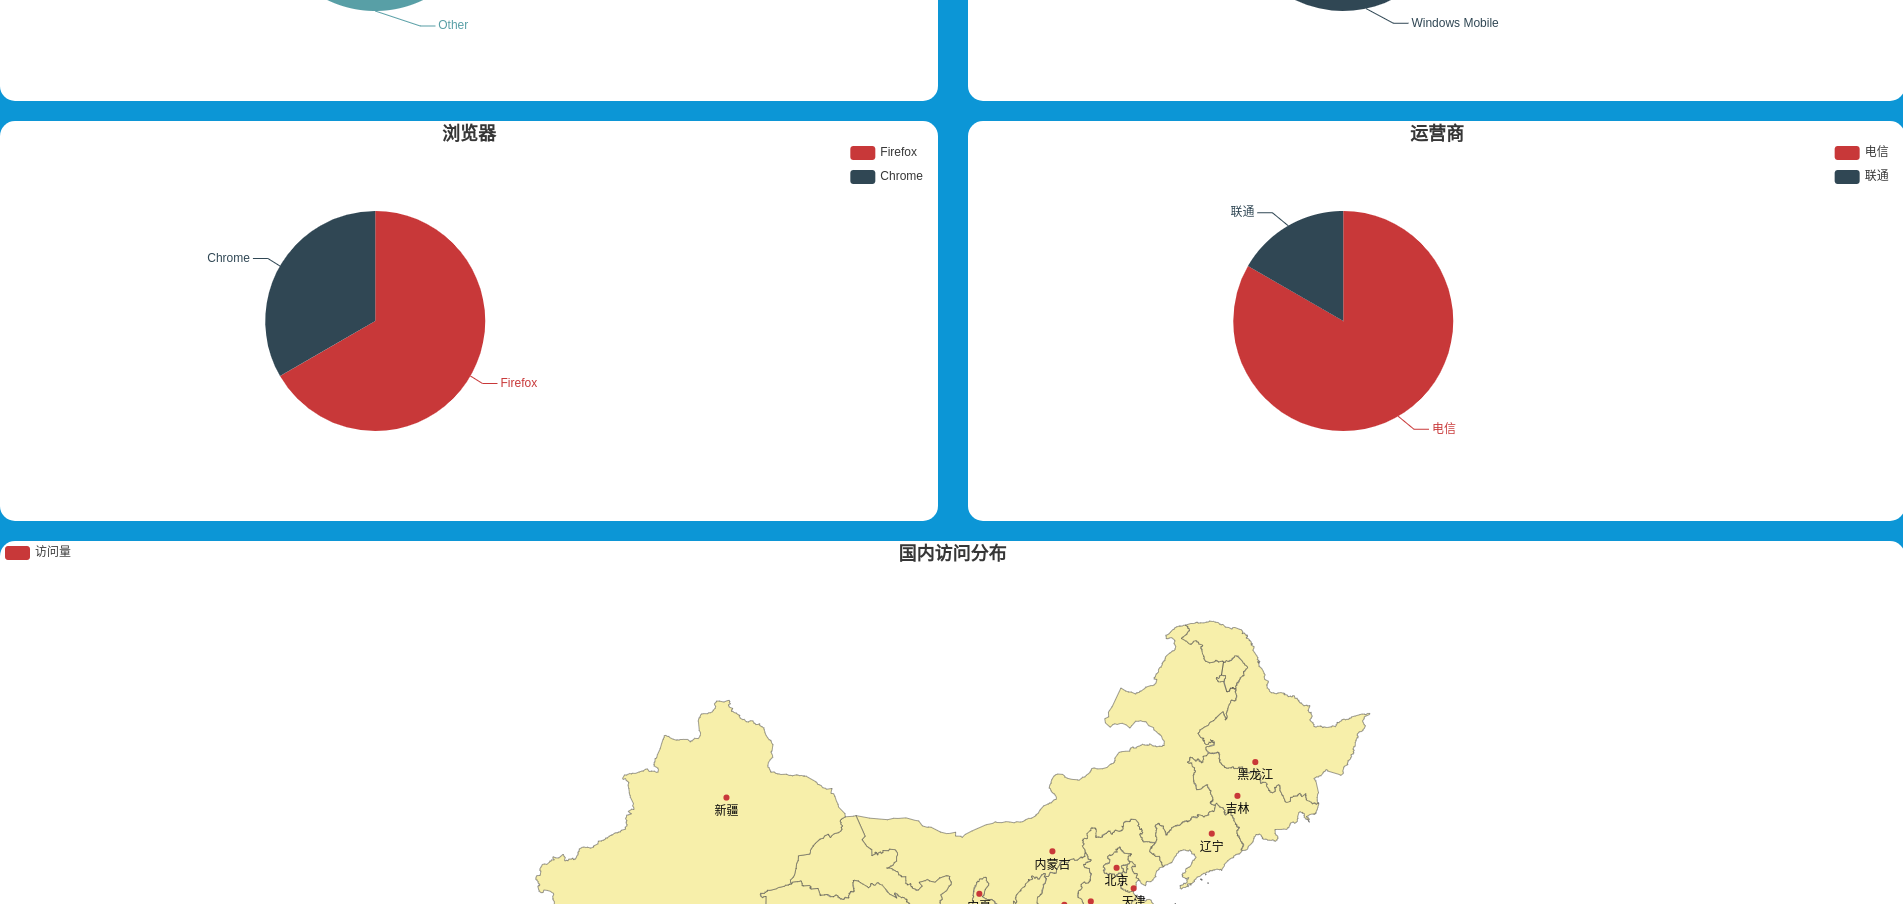 Other
Windows Mobile
浏览器
Firefox
Chrome
Chrome
Firefox
运营商
电信
联通
联通
电信
访问量
国内访问分布
黑龙江
新疆
吉林
辽宁
内蒙古
北京
天津